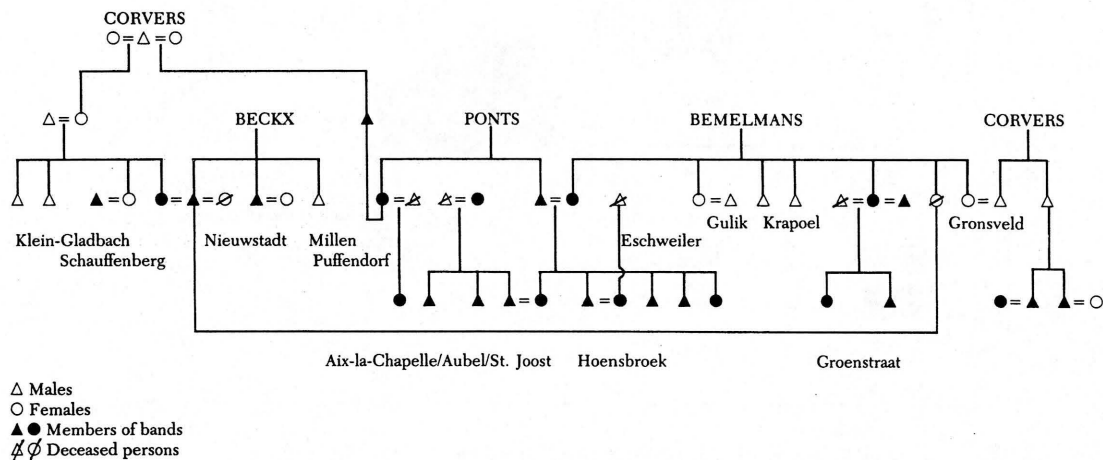 CORVERS
BECKX PONTS BEMELMANS CORVERS
Gulik Krapoel Gronsveld
Klein-Gladbach Nieuwstadt Millen Eschweiler
Schauffenberg Puffendorf
Aix-la-Chapelle/Aubel/St. Joost Hoensbroek Groenstraat
△ Males
○ Females
▲ ● Members of bands
Deceased persons